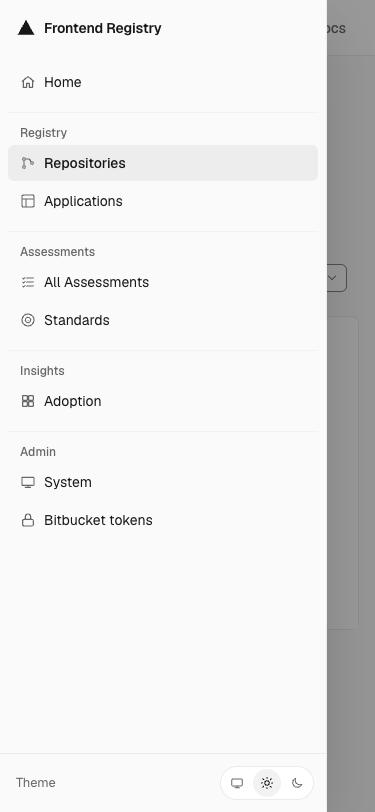 Frontend Registry
Home
Registry
Repositories
Applications
Assessments
All Assessments
Standards
Insights
Adoption
Admin
System
Bitbucket tokens
Theme